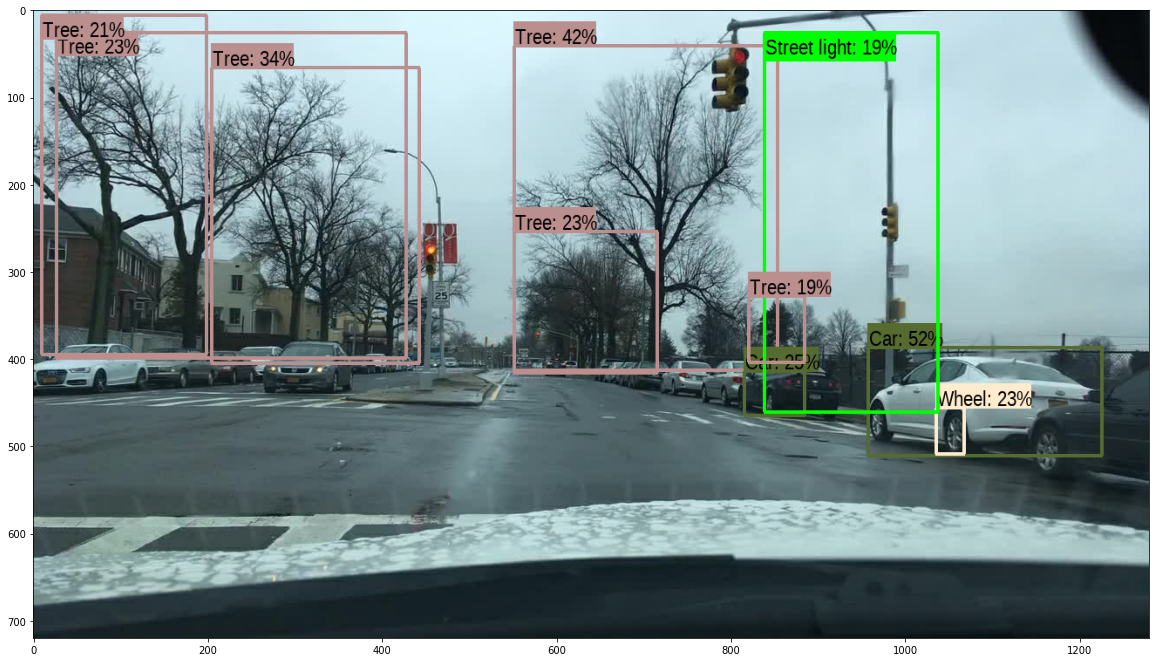 Tree: 21%
Tree: 23%
Tree: 34%
Tree: 42%
Street light: 19%
Tree: 23%
Tree: 19%
Car: 25%
Car: 52%
Wheel: 23%
25
0
100
200
300
400
500
600
700
0
200
400
600
800
1000
1200